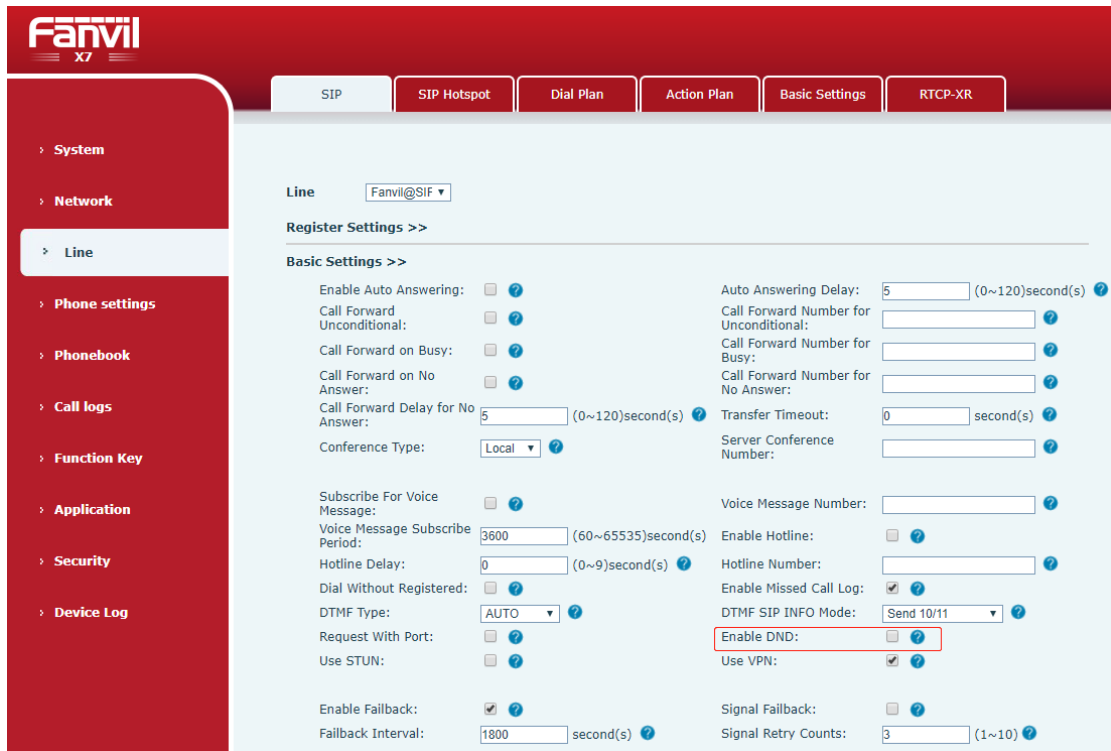 Fanvil
X7
SIP
SIP Hotspot
Dial Plan
Action Plan
Basic Settings
RTCP-XR
› System
› Network
› Line
› Phone settings
› Phonebook
› Call logs
› Function Key
› Application
› Security
› Device Log
Line Fanvil@SIF
Register Settings >>
Basic Settings >>
Enable Auto Answering: ? Auto Answering Delay: 5 (0~120)second(s) ?
Call Forward
Unconditional: ? Call Forward Number for
Unconditional: ?
Call Forward on Busy: ? Call Forward Number for
Busy: ?
Call Forward on No
Answer: ? Call Forward Number for
No Answer: ?
Call Forward Delay for No
Answer: 5 (0~120)second(s) ? Transfer Timeout: 0 second(s) ?
Conference Type: Local ? Server Conference
Number: ?
Subscribe For Voice
Message: ? Voice Message Number: ?
Voice Message Subscribe
Period: 3600 (60~65535)second(s) Enable Hotline: ?
Hotline Delay: 0 (0~9)second(s) ? Hotline Number: ?
Dial Without Registered: ? Enable Missed Call Log: ?
DTMF Type: AUTO ? DTMF SIP INFO Mode: Send 10/11 ?
Request With Port: ? Enable DND: ?
Use STUN: ? Use VPN: ?
Enable Failback: ? Signal Failback: ?
Failback Interval: 1800 second(s) ? Signal Retry Counts: 3 (1~10) ?